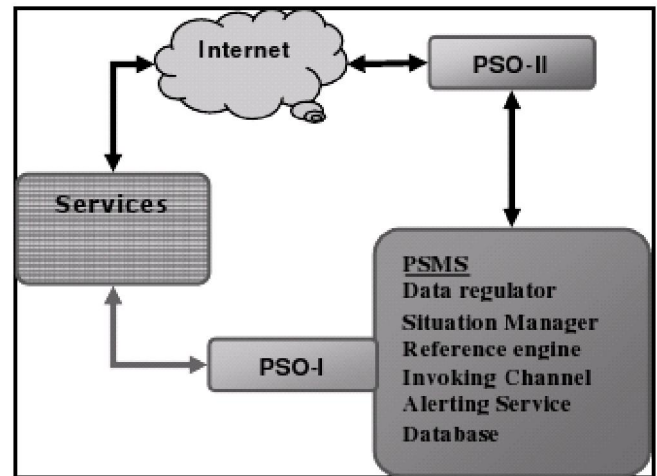 Internet
PSO-II
Services
PSMS
Data regulator
Situation Manager
Reference engine
Invoking Channel
Alerting Service
Database
PSO-I